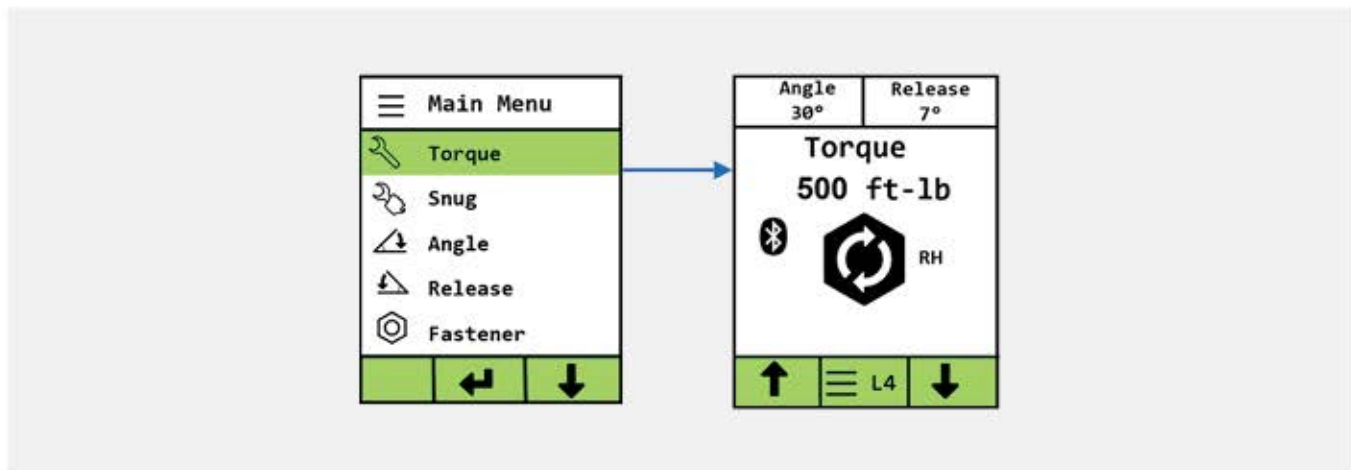 Main Menu
Torque
Snug
Angle
Release
Fastener
Angle
30°
Release
7°
Torque
500 ft-lb
RH
L4